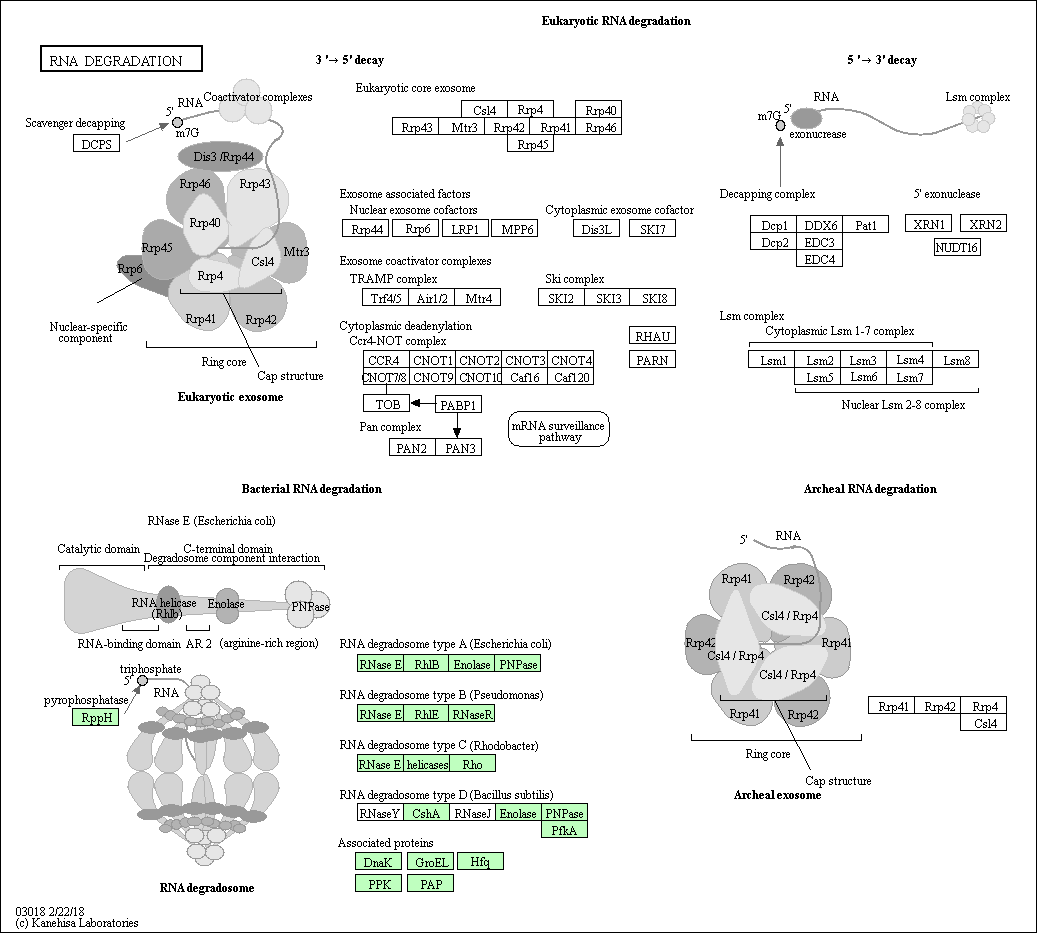 Eukaryotic RNA degradation
RNA DEGRADATION
3 '→ 5' decay
5 '→ 3' decay
RNA
Coactivator complexes
5'
m7G
Scavenger decapping
DCPS
Dis3 /Rrp44
Rrp46
Rrp43
Rrp40
Rrp45
Mtr3
Csl4
Rrp6
Rrp4
Rrp41
Rrp42
Nuclear-specific
component
Ring core
Cap structure
Eukaryotic exosome
Eukaryotic core exosome
Csl4 Rrp4 Rrp40
Rrp43 Mtr3 Rrp42 Rrp41 Rrp46
Rrp45
Exosome associated factors
Nuclear exosome cofactors
Rrp44 Rrp6 LRP1 MPP6
Cytoplasmic exosome cofactor
Dis3L SKI7
Exosome coactivator complexes
TRAMP complex
Trf4/5 Air1/2 Mtr4
Ski complex
SKI2 SKI3 SKI8
Cytoplasmic deadenylation
Ccr4-NOT complex
CCR4 CNOT1 CNOT2 CNOT3 CNOT4
CNOT7/8 CNOT9 CNOT10 Caf16 Caf120
RHAU
PARN
TOB
PABP1
Pan complex
PAN2 PAN3
mRNA surveillance
pathway
RNA
Lsm complex
5'
m7G
exonucrease
Decapping complex
5' exonuclease
Dcp1 DDX6 Pat1
Dcp2 EDC3
EDC4
XRN1 XRN2
NUDT16
Lsm complex
Cytoplasmic Lsm 1-7 complex
Lsm1 Lsm2 Lsm3 Lsm4 Lsm8
Lsm5 Lsm6 Lsm7
Nuclear Lsm 2-8 complex
Bacterial RNA degradation
RNase E (Escherichia coli)
Catalytic domain
C-terminal domain
Degradosome component interaction
RNA helicase
(Rhlb)
Enolase
PNPase
RNA-binding domain
AR 2
(arginine-rich region)
triphosphate
5'
RNA
pyrophosphatase
RppH
RNA degradosome
RNA degradosome type A (Escherichia coli)
RNase E RhlB Enolase PNPase
RNA degradosome type B (Pseudomonas)
RNase E RhlE RNaseR
RNA degradosome type C (Rhodobacter)
RNase E helicases Rho
RNA degradosome type D (Bacillus subtilis)
RNaseY CshA RNaseJ Enolase PNPase
PfkA
Associated proteins
DnaK GroEL Hfq
PPK PAP
Archeal RNA degradation
5'
RNA
Rrp41
Rrp42
Csl4 / Rrp4
Rrp42
Rrp41
Csl4 / Rrp4
Csl4 / Rrp4
Rrp41
Rrp42
Ring core
Cap structure
Archeal exosome
Rrp41 Rrp42 Rrp4
Csl4
03018 2/22/18
(c) Kanehisa Laboratories